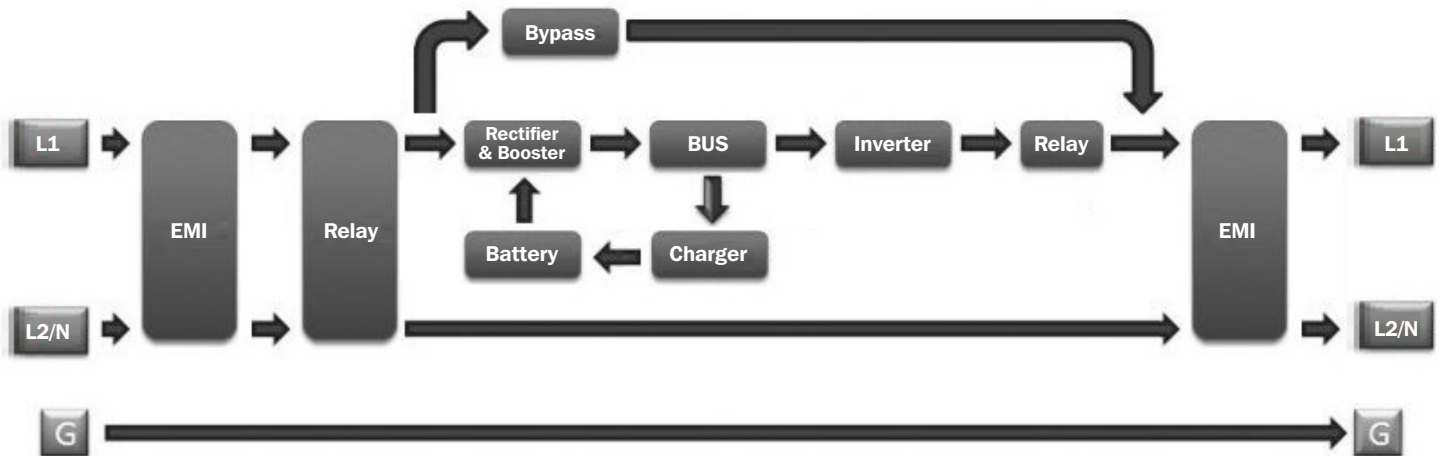 Bypass
L1
Rectifier
& Booster
BUS
Inverter
Relay
L1
EMI
Relay
EMI
Battery
Charger
L2/N
L2/N
G
G